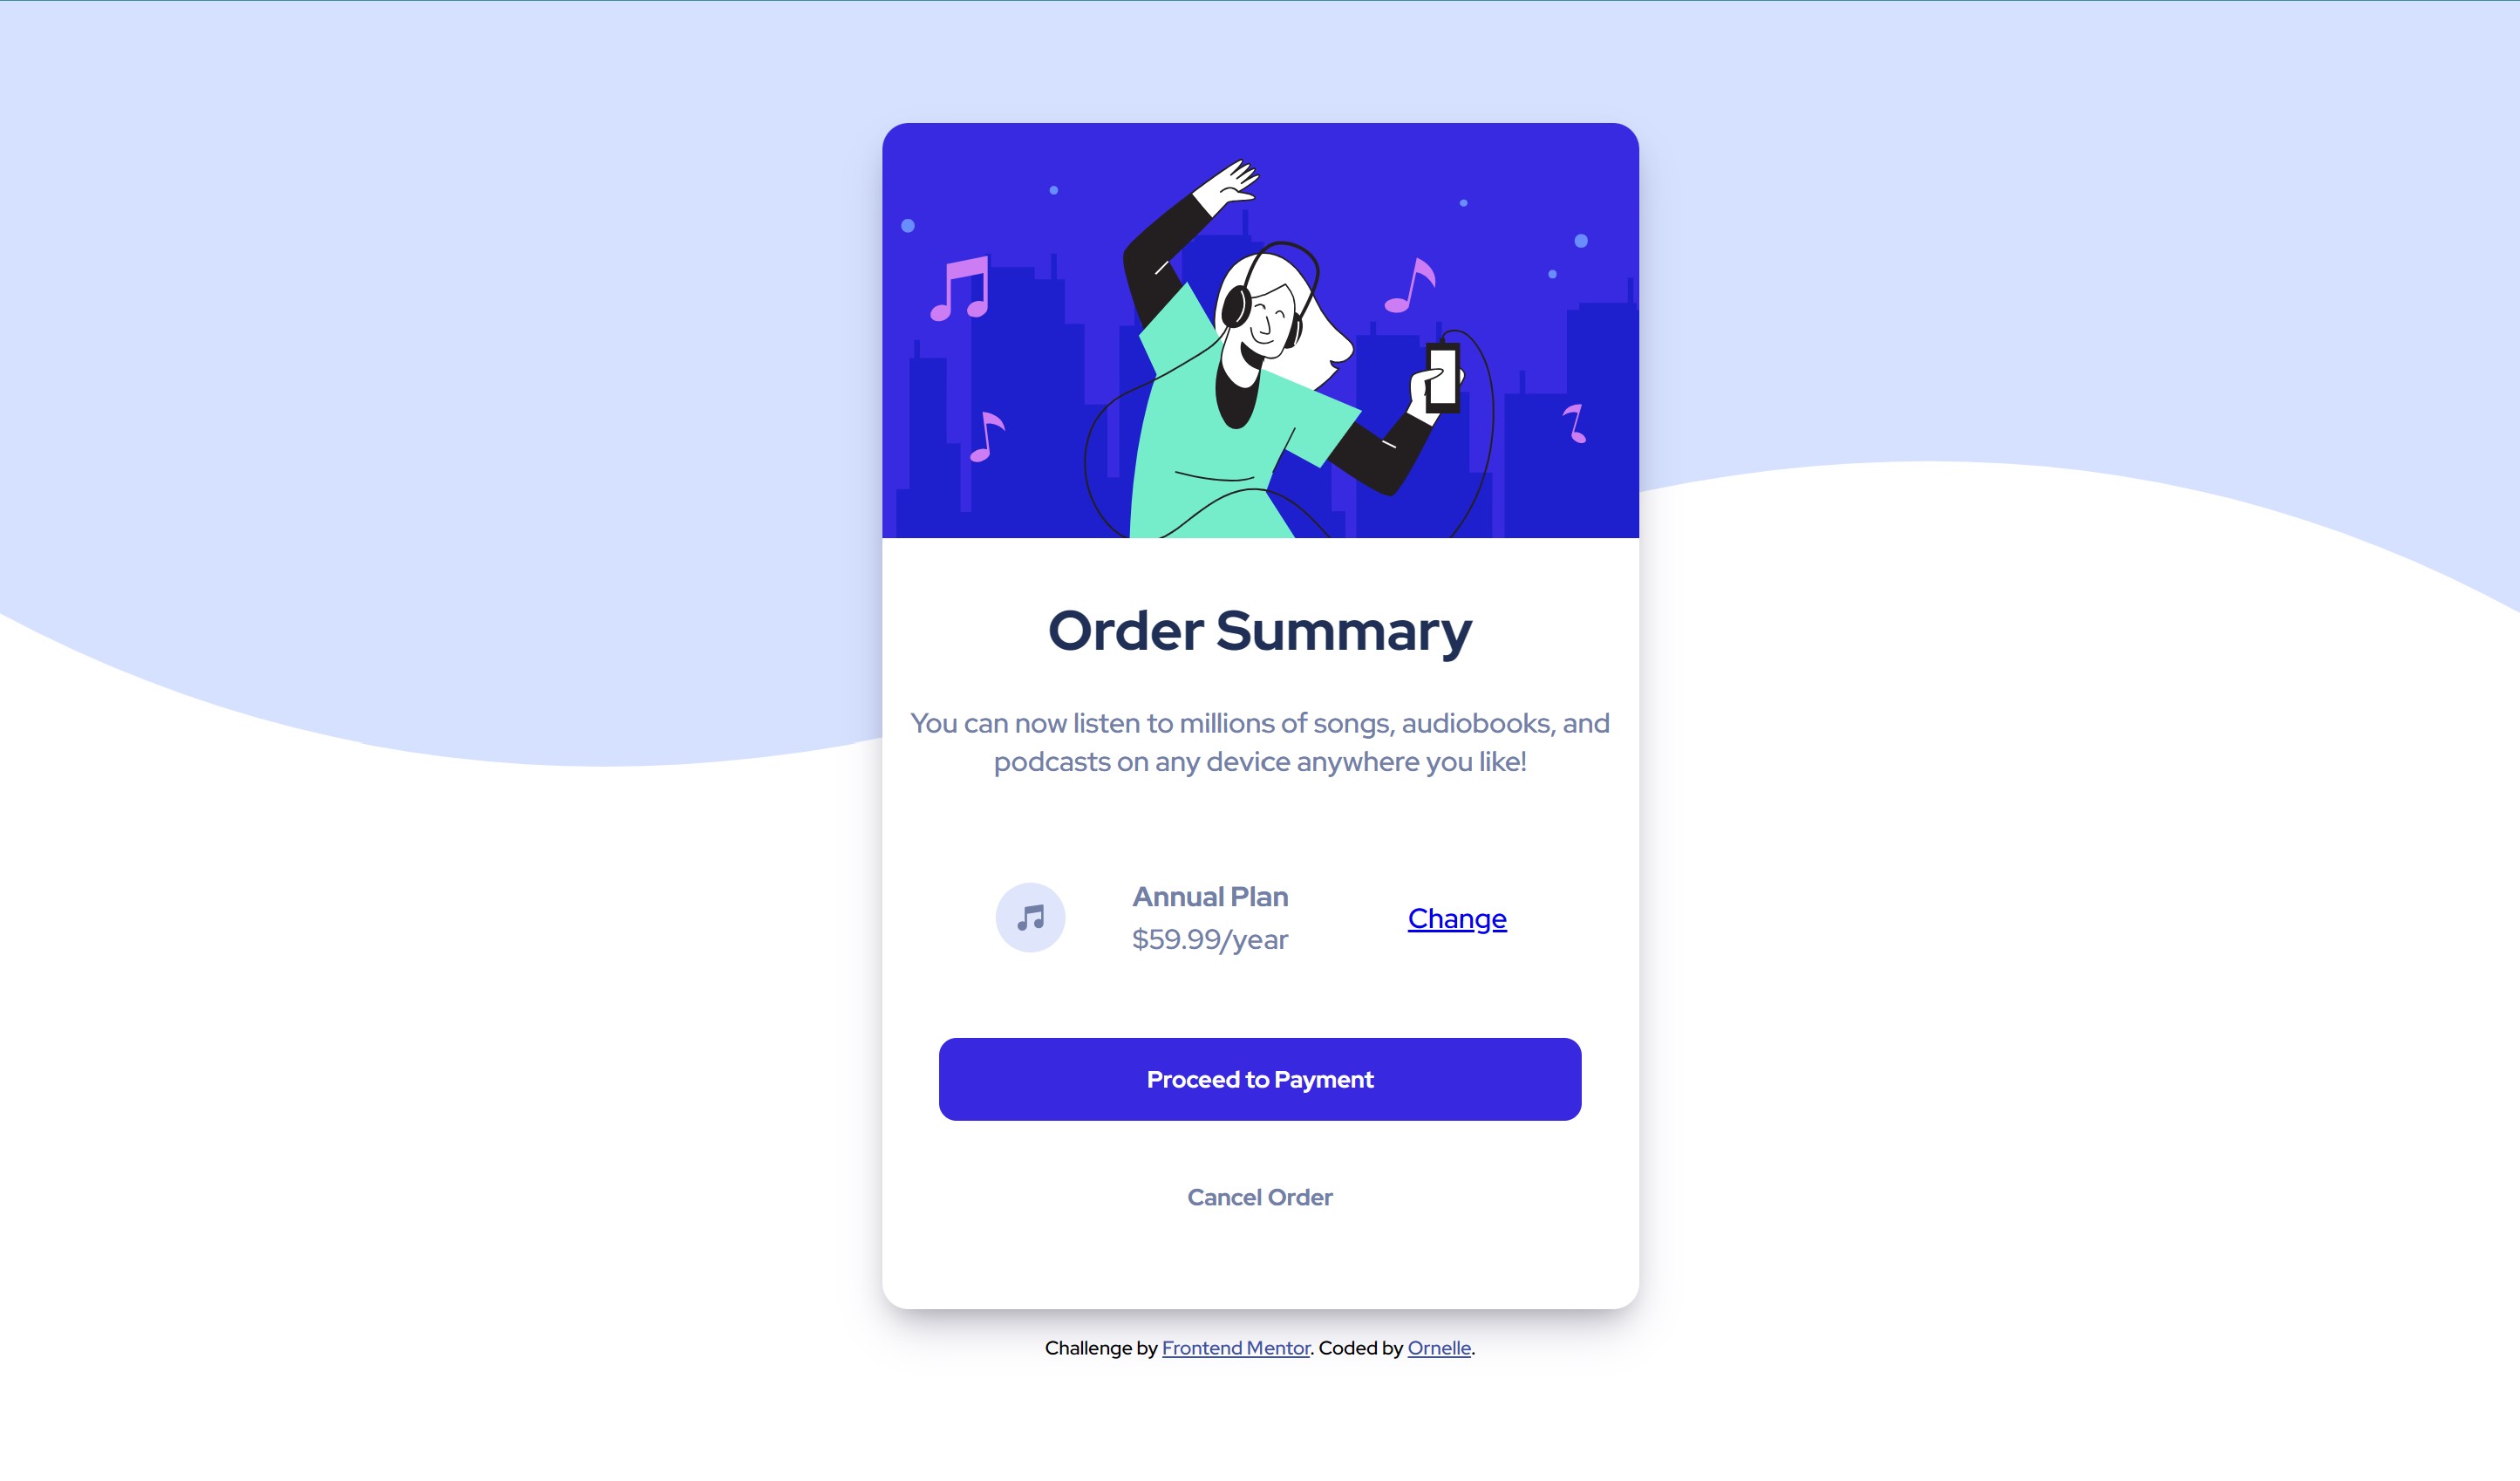 Order Summary
You can now listen to millions of songs, audiobooks, and
podcasts on any device anywhere you like!
Annual Plan
$59.99/year
Change
Proceed to Payment
Cancel Order
Challenge by Frontend Mentor. Coded by Ornelle.